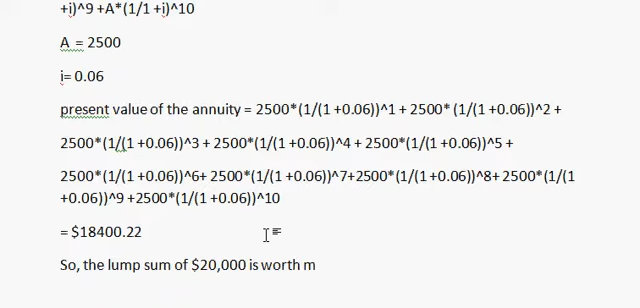 +i)^9 +A*(1/1 +i)^10
A = 2500
i= 0.06
present value of the annuity = 2500*(1/(1 +0.06))^1 + 2500* (1/(1 +0.06))^2 +
2500*(1/(1 +0.06))^3 + 2500*(1/(1 +0.06))^4 + 2500*(1/(1 +0.06))^5 +
2500*(1/(1 +0.06))^6+ 2500*(1/(1 +0.06))^7+2500*(1/(1 +0.06))^8+ 2500*(1/(1
+0.06))^9 +2500*(1/(1 +0.06))^10
= $18400.22
So, the lump sum of $20,000 is worth m